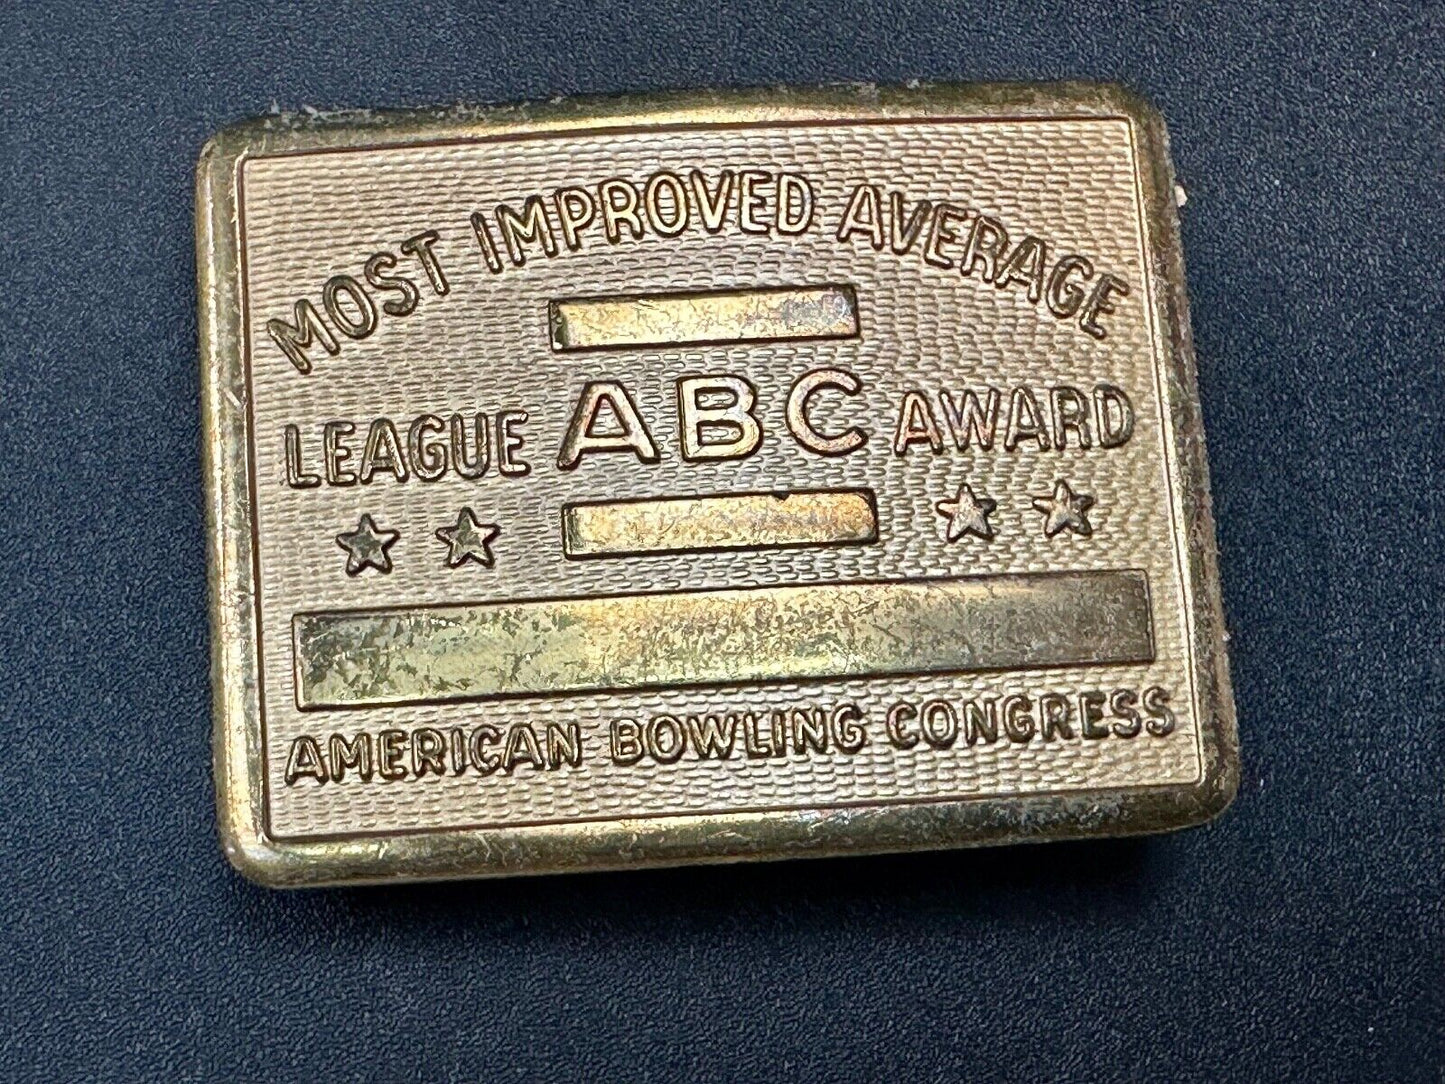 MOST IMPROVED AVERAGE
LEAGUE ABC AWARD
AMERICAN BOWLING CONGRESS